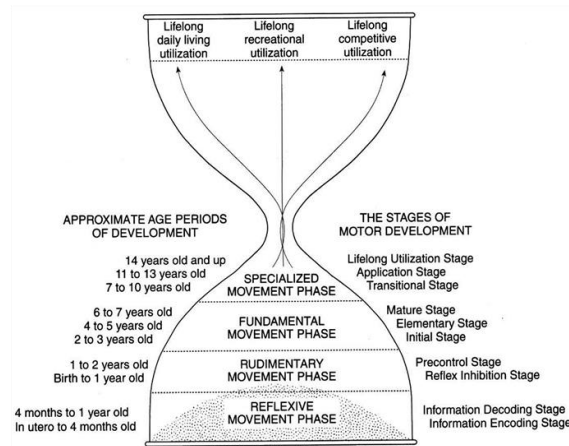 Lifelong daily living utilization
Lifelong recreational utilization
Lifelong competitive utilization
APPROXIMATE AGE PERIODS
OF DEVELOPMENT
THE STAGES OF
MOTOR DEVELOPMENT
14 years old and up
11 to 13 years old
7 to 10 years old
SPECIALIZED
MOVEMENT PHASE
Lifelong Utilization Stage
Application Stage
Transitional Stage
6 to 7 years old
4 to 5 years old
2 to 3 years old
FUNDAMENTAL
MOVEMENT PHASE
Mature Stage
Elementary Stage
Initial Stage
1 to 2 years old
Birth to 1 year old
RUDIMENTARY
MOVEMENT PHASE
Precontrol Stage
Reflex Inhibition Stage
4 months to 1 year old
In utero to 4 months old
REFLEXIVE
MOVEMENT PHASE
Information Decoding Stage
Information Encoding Stage